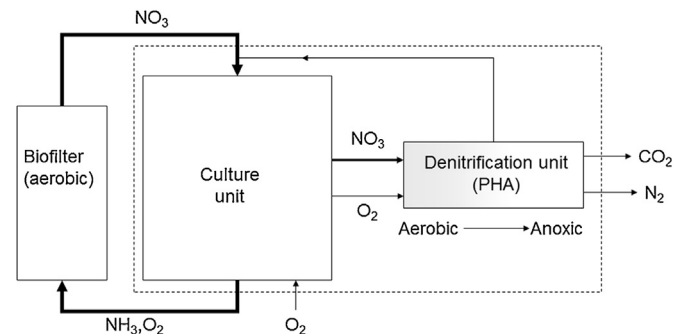 NO3
Biofilter
(aerobic)
Culture
unit
NO3
O2
Denitrification unit
(PHA)
Aerobic
Anoxic
CO2
N2
NH3,O2
O2